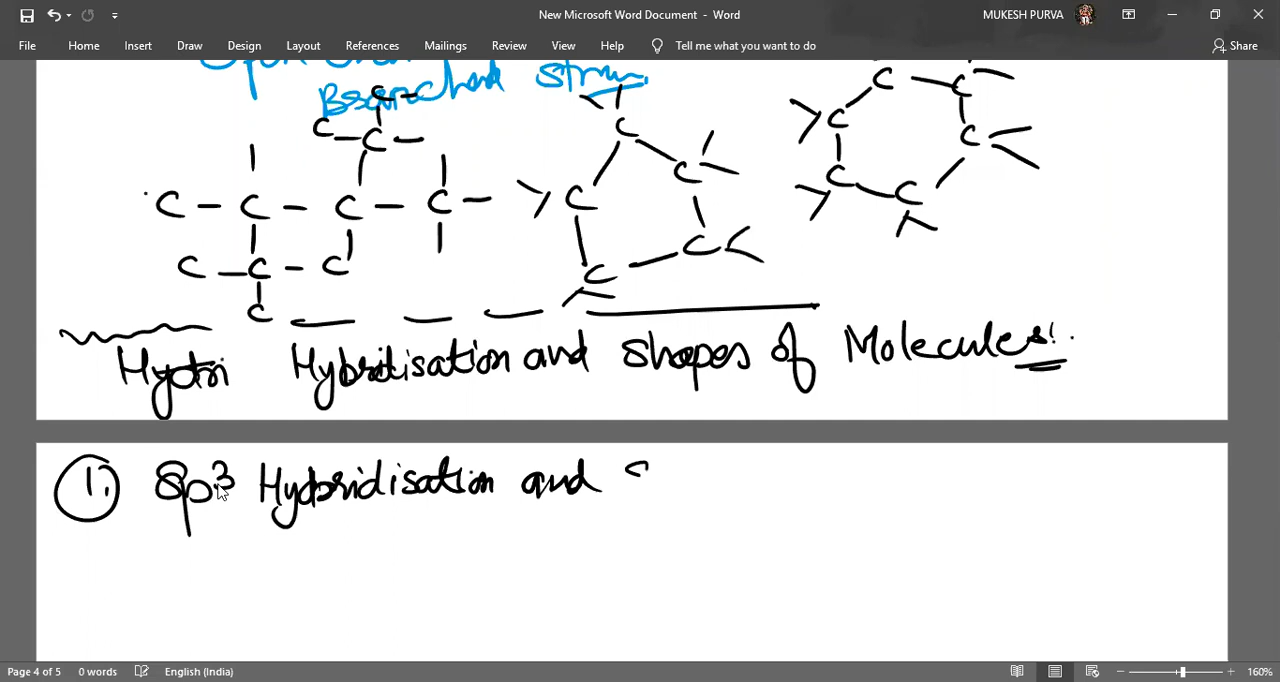 New Microsoft Word Document - Word
MUKESH PURVA
File Home Insert Draw Design Layout References Mailings Review View Help Tell me what you want to do Share
Branched
C C
C C C C
C C C C C
C C C C
C C C C C C C
C C C C
C
Hybridisation and Shapes of Molecules:
1. Sp3 Hybridisation and S
Page 4 of 5 0 words English (India) 160%